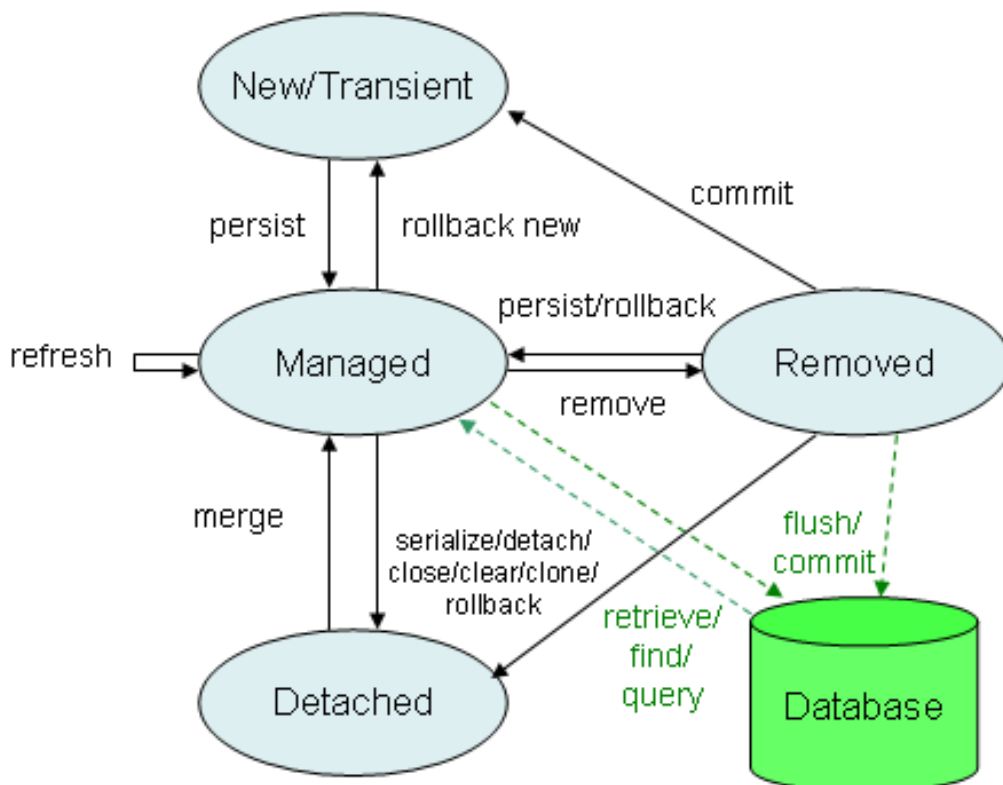 New/Transient
commit
persist
rollback new
persist/rollback
refresh
Managed
Removed
remove
merge
serialize/detach/
close/clear/clone/
rollback
flush/
commit
retrieve/
find/
query
Detached
Database